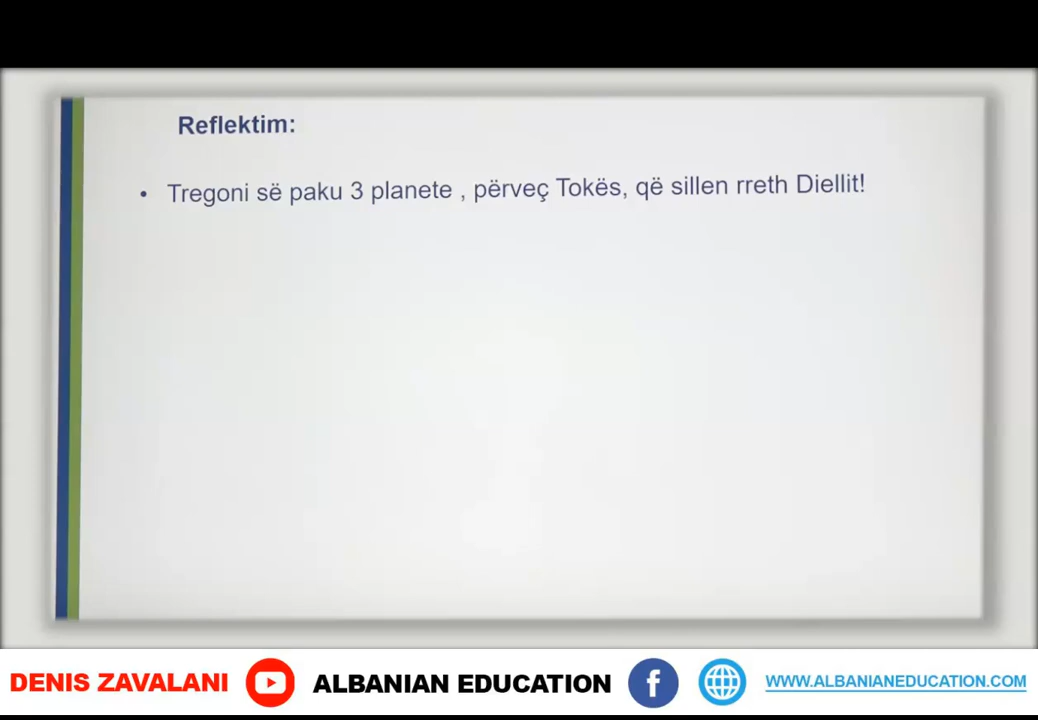 Reflektim:
• Tregoni së paku 3 planete , përveç Tokës, që sillen rreth Diellit!
DENIS ZAVALANI ALBANIAN EDUCATION WWW.ALBANIANEDUCATION.COM